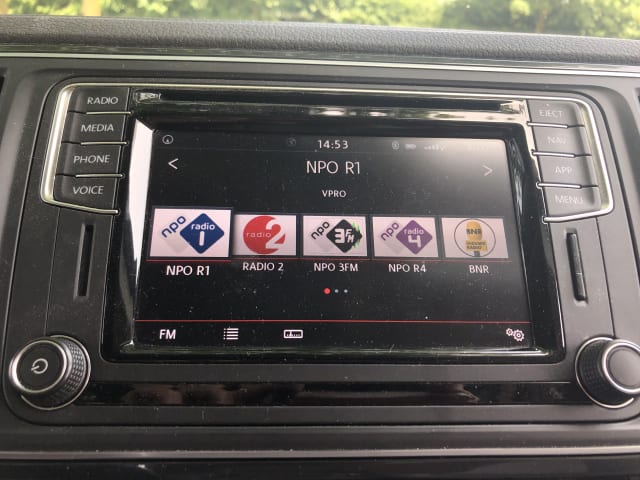 RADIO
MEDIA
PHONE
VOICE
EJECT
NAV
APP
MENU
14:53
< NPO R1 >
VPRO
npo radio 1
radio 2
npo 3FM
npo radio 4
BNR
NPO R1
RADIO 2
NPO 3FM
NPO R4
BNR
FM